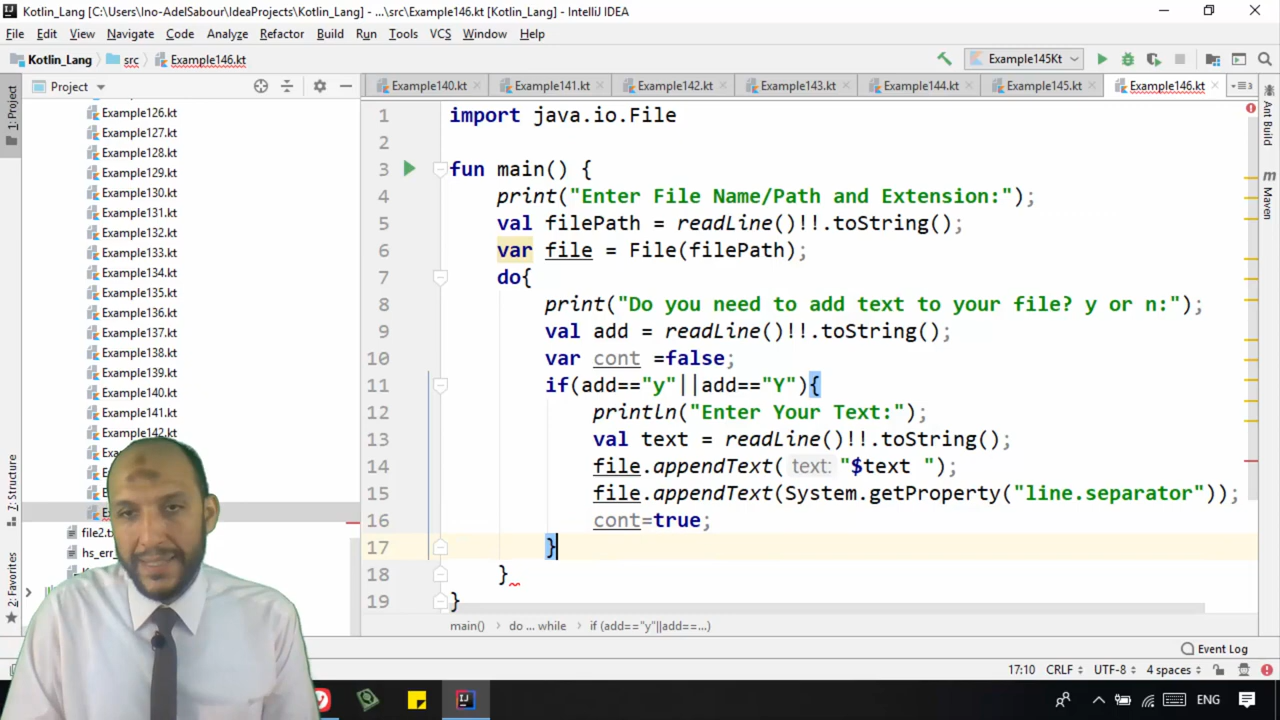 Kotlin_Lang [C:\Users\Ino-AdelSabour\IdeaProjects\Kotlin_Lang] - ...\src\Example146.kt [Kotlin_Lang] - IntelliJ IDEA
File Edit View Navigate Code Analyze Refactor Build Run Tools VCS Window Help
Kotlin_Lang src Example146.kt Example145Kt
Project Example140.kt Example141.kt Example142.kt Example143.kt Example144.kt Example145.kt Example146.kt
1: Project
Z: Structure
2: Favorites
Ant Build
Maven
Example126.kt
Example127.kt
Example128.kt
Example129.kt
Example130.kt
Example131.kt
Example132.kt
Example133.kt
Example134.kt
Example135.kt
Example136.kt
Example137.kt
Example138.kt
Example139.kt
Example140.kt
Example141.kt
Example142.kt
1 import java.io.File
2
3 fun main() {
4 print("Enter File Name/Path and Extension:");
5 val filePath = readLine()!!.toString();
6 var file = File(filePath);
7 do{
8 print("Do you need to add text to your file? y or n:");
9 val add = readLine()!!.toString();
10 var cont =false;
11 if(add=="y"||add=="Y"){
12 println("Enter Your Text:");
13 val text = readLine()!!.toString();
14 file.appendText( text: "$text ");
15 file.appendText(System.getProperty("line.separator"));
16 cont=true;
17 }
18 }
19 }
main() › do ... while › if (add=="y"||add=...)
Event Log
17:10 CRLF UTF-8 4 spaces
ENG